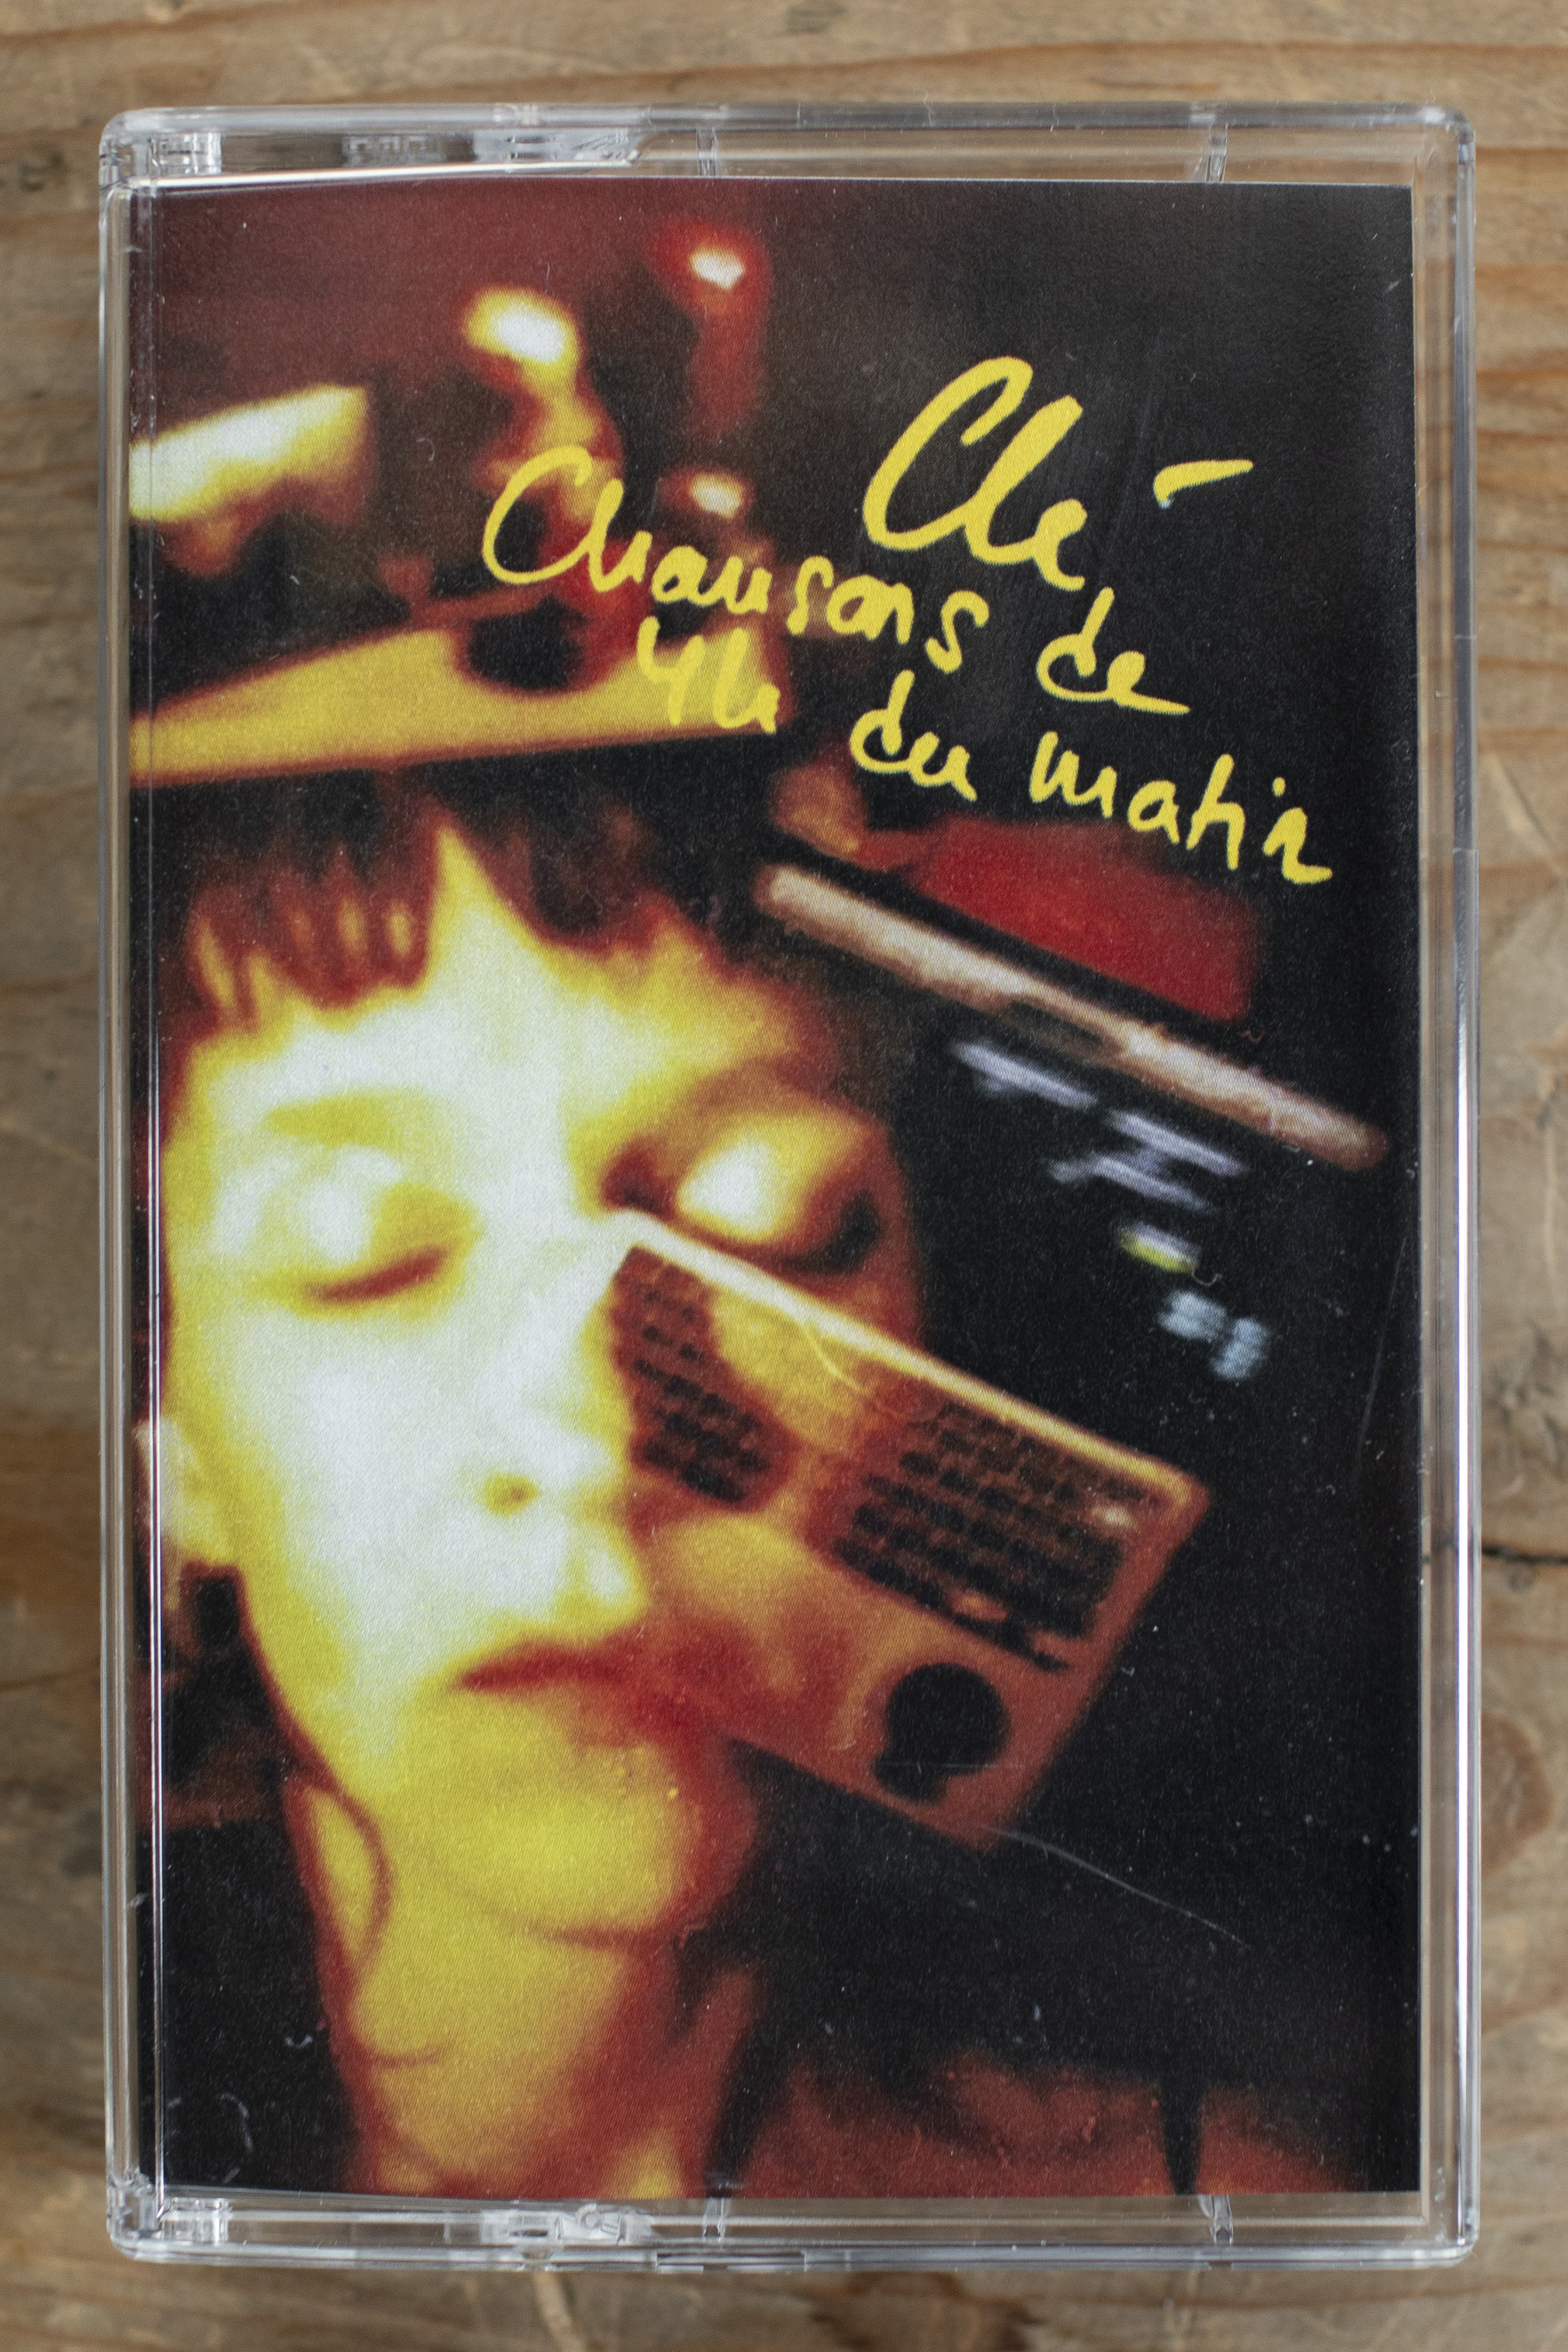 Clé
Chansons de
4h du matin